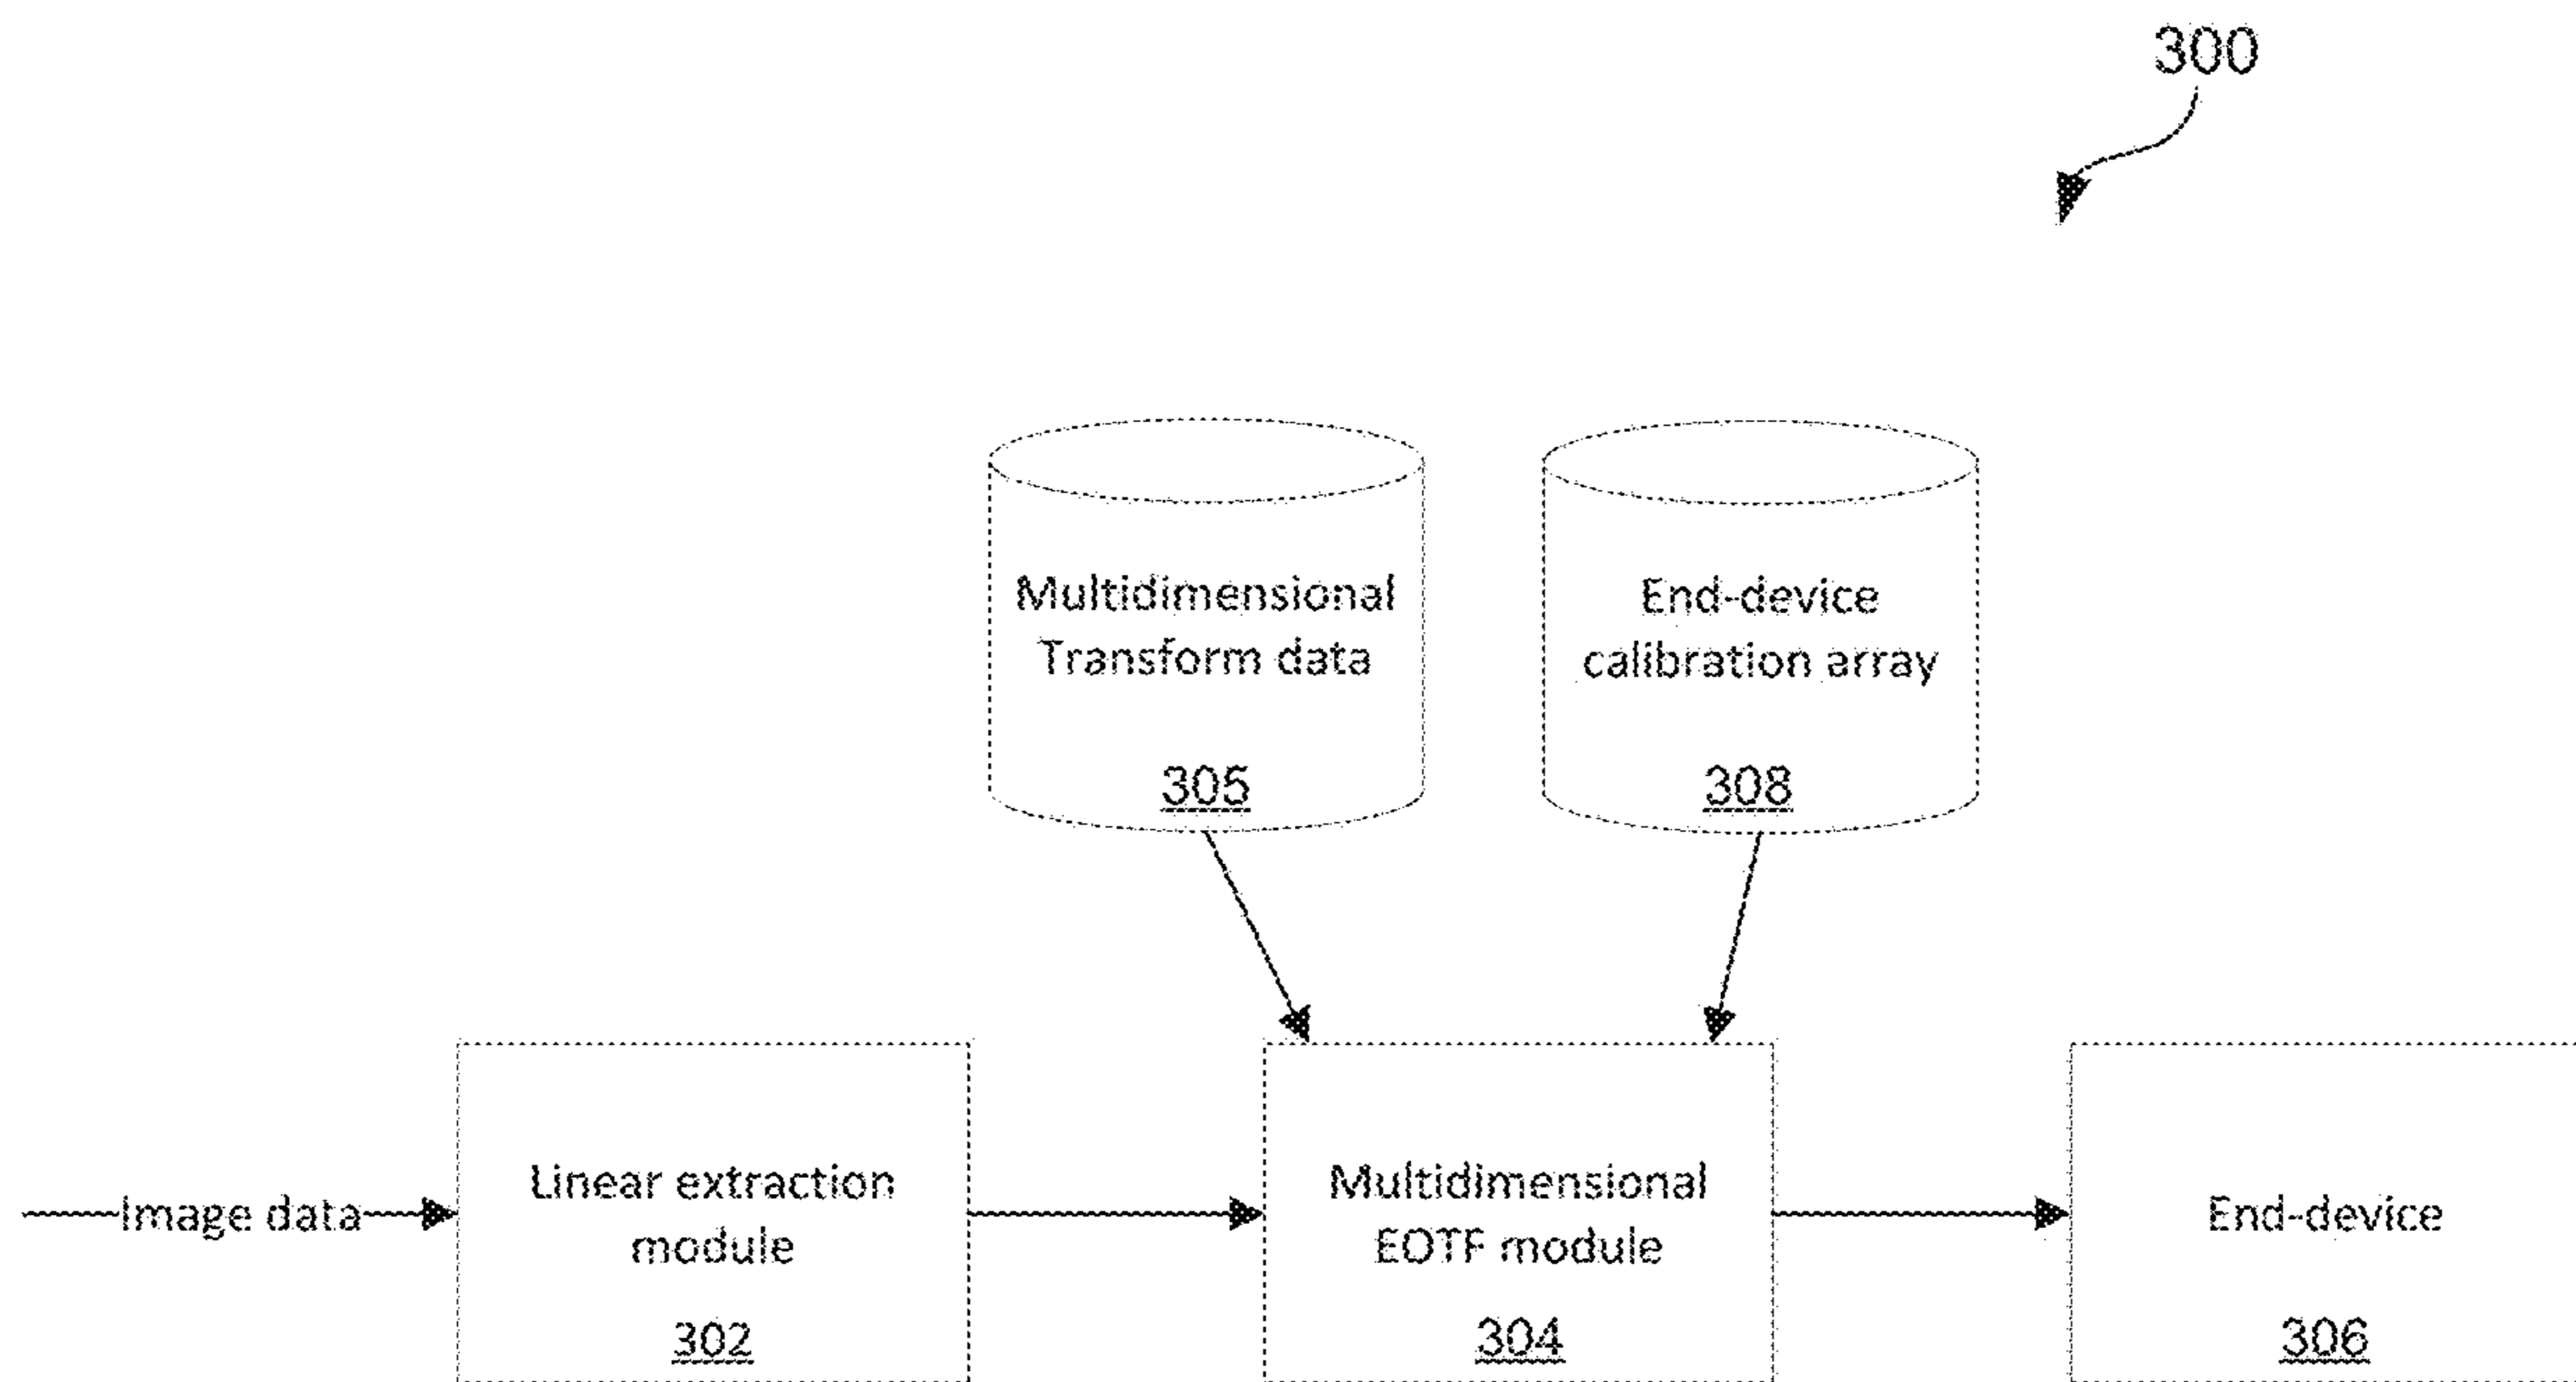 300
Multidimensional
Transform data
305
End-device
calibration array
308
Image data
Linear extraction
module
302
Multidimensional
EOTF module
304
End-device
306